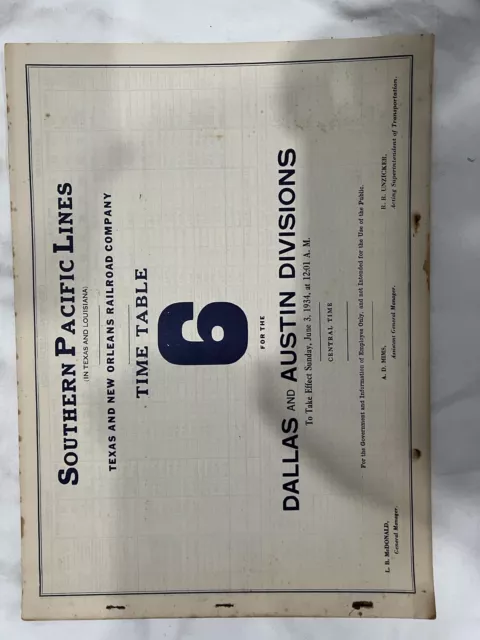 SOUTHERN PACIFIC LINES
(IN TEXAS AND LOUISIANA)
TEXAS AND NEW ORLEANS RAILROAD COMPANY
TIME TABLE
6
FOR THE
DALLAS AND AUSTIN DIVISIONS
To Take Effect Sunday, June 3, 1934, at 12:01 A. M.
CENTRAL TIME
For the Government and Information of Employes Only, and not Intended for the Use of the Public.
L. B. McDONALD,
General Manager.
A. D. MIMS,
Assistant General Manager.
H. R. UNZICKER,
Acting Superintendent of Transportation.